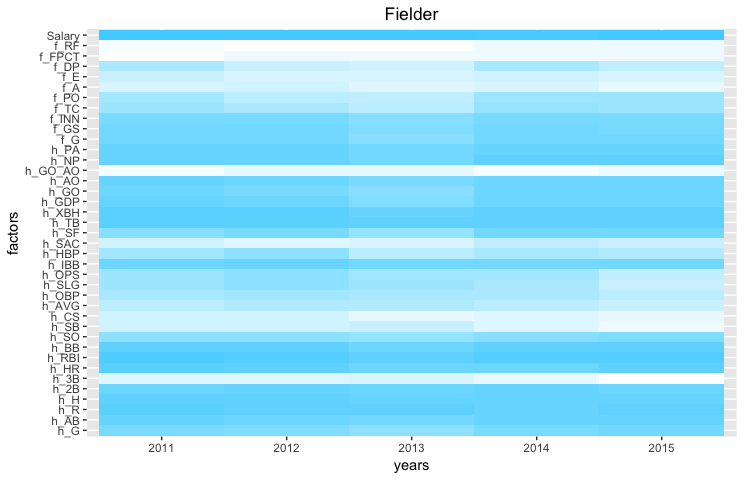 Fielder
Salary
f_RF
f_FPCT
f_DP
f_E
f_A
f_PO
f_TC
f_INN
f_GS
f_G
h_PA
h_NP
h_GO_AO
h_AO
h_GO
h_GDP
h_XBH
h_TB
h_SF
h_SAC
h_HBP
h_IBB
h_OPS
h_SLG
h_OBP
h_AVG
h_CS
h_SB
h_SO
h_BB
h_RBI
h_HR
h_3B
h_2B
h_H
h_R
h_AB
h_G
factors
2011 2012 2013 2014 2015
years